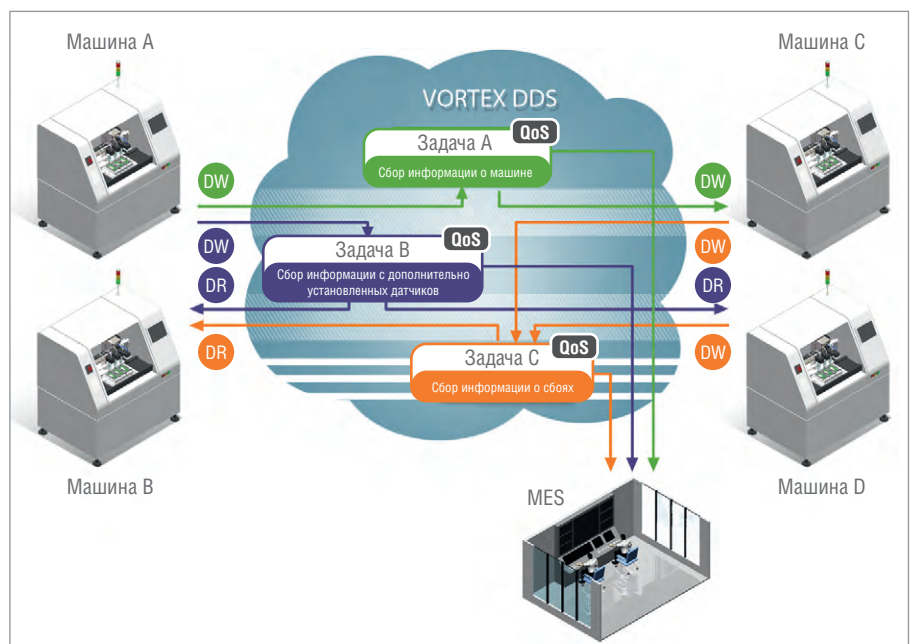 Машина A
Машина C
VORTEX DDS
QoS
Задача A
Сбор информации о машине
DW
DW
DW
DW
QoS
Задача B
Сбор информации с дополнительно
установленных датчиков
DR
DR
QoS
Задача C
Сбор информации о сбоях
DR
DW
Машина B
MES
Машина D